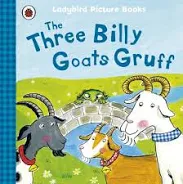 Ladybird Picture Books
The
Three Billy
Goats Gruff